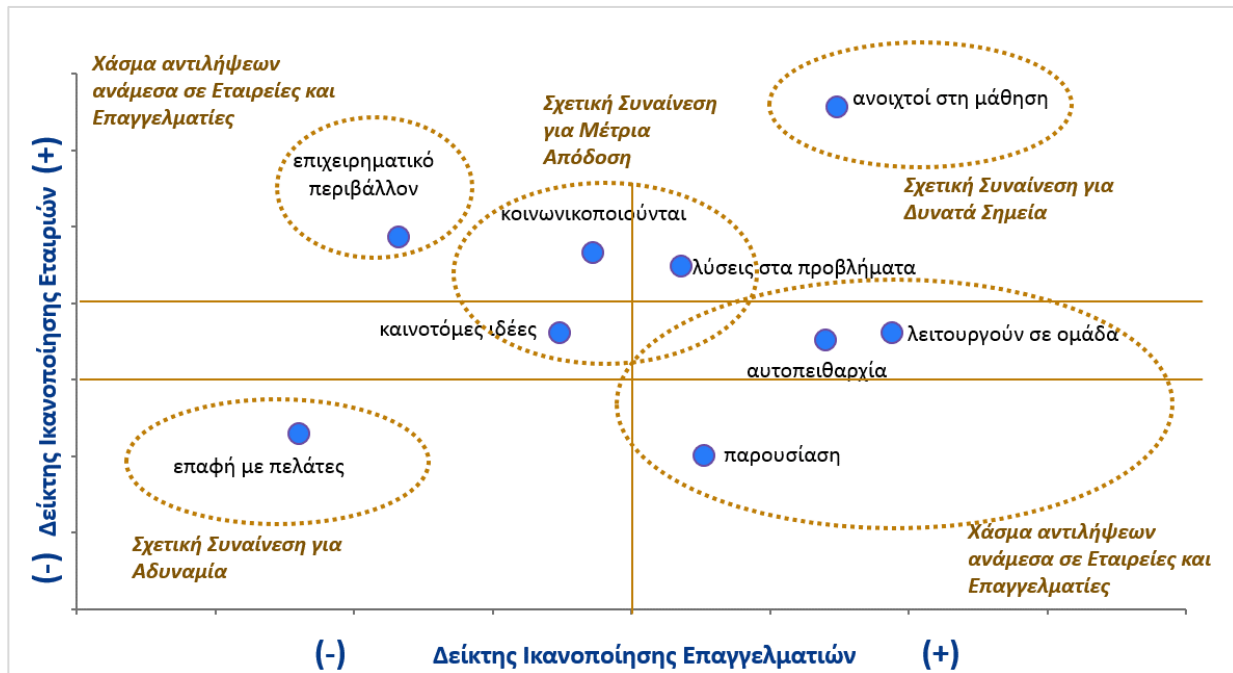 Χάσμα αντιλήψεων
ανάμεσα σε Εταιρείες και
Επαγγελματίες
Σχετική Συναίνεση
για Μέτρια
Απόδοση
ανοιχτοί στη μάθηση
Σχετική Συναίνεση για
Δυνατά Σημεία
επιχειρηματικό
περιβάλλον
κοινωνικοποιούνται
λύσεις στα προβλήματα
καινοτόμες ιδέες
λειτουργούν σε ομάδα
αυτοπειθαρχία
επαφή με πελάτες
παρουσίαση
Σχετική Συναίνεση για
Αδυναμία
Χάσμα αντιλήψεων
ανάμεσα σε Εταιρείες και
Επαγγελματίες
(-) Δείκτης Ικανοποίησης Εταιριών (+)
(-) Δείκτης Ικανοποίησης Επαγγελματιών (+)